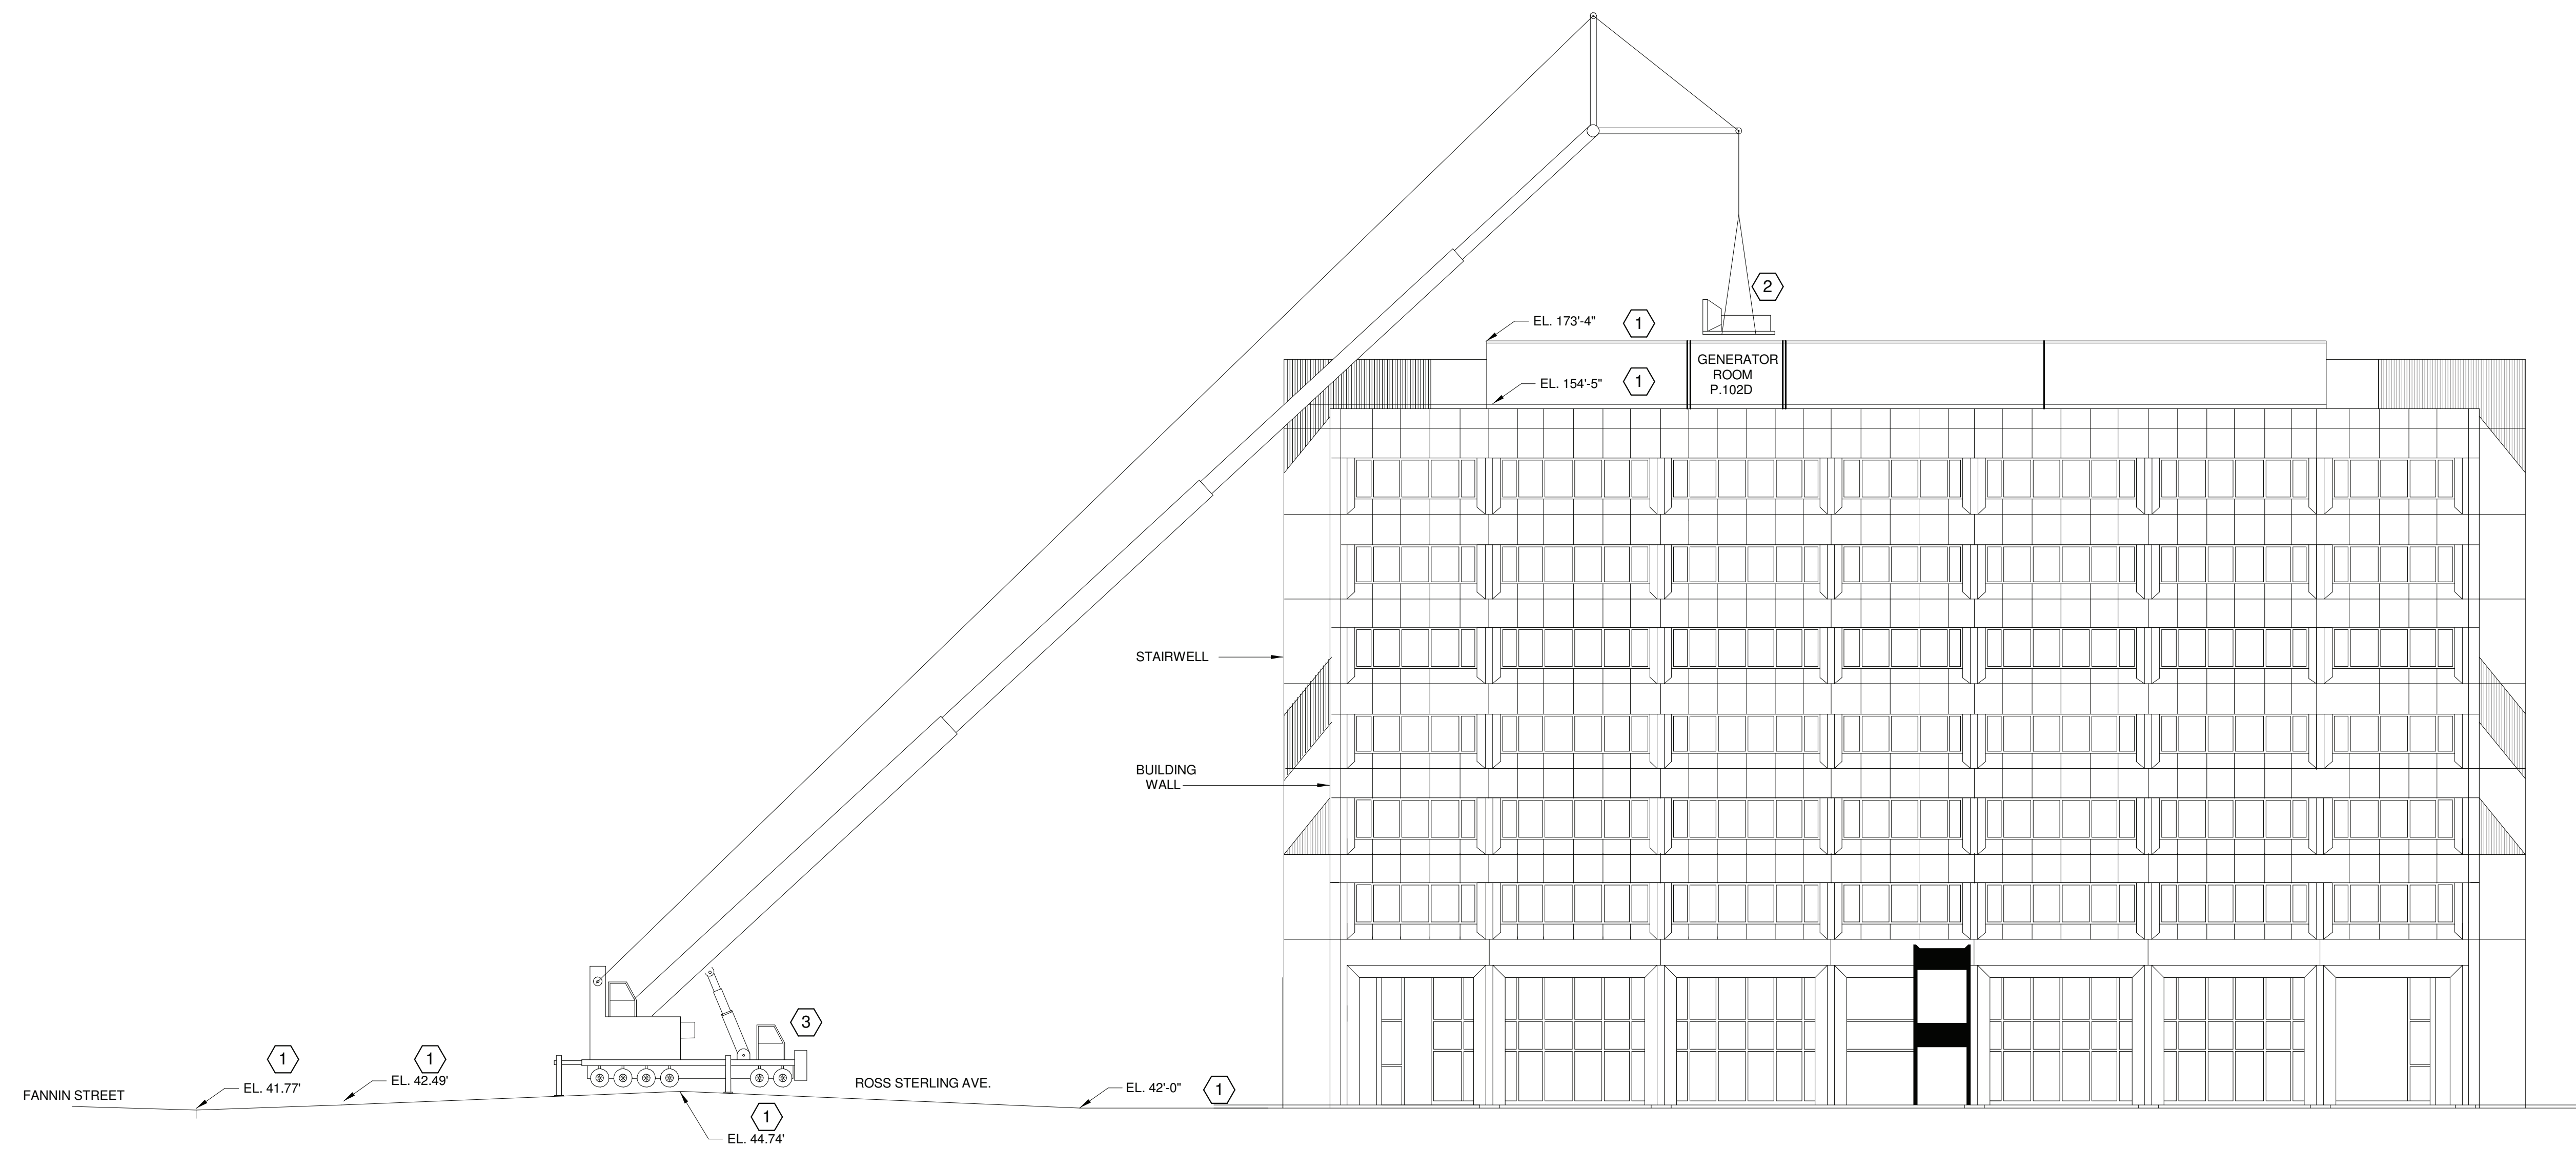 2
EL. 173'-4" 1
GENERATOR
ROOM
P.102D
EL. 154'-5" 1
STAIRWELL
BUILDING
WALL
3
1
EL. 41.77'
1
EL. 42.49'
FANNIN STREET
ROSS STERLING AVE.
EL. 42'-0" 1
1
EL. 44.74'